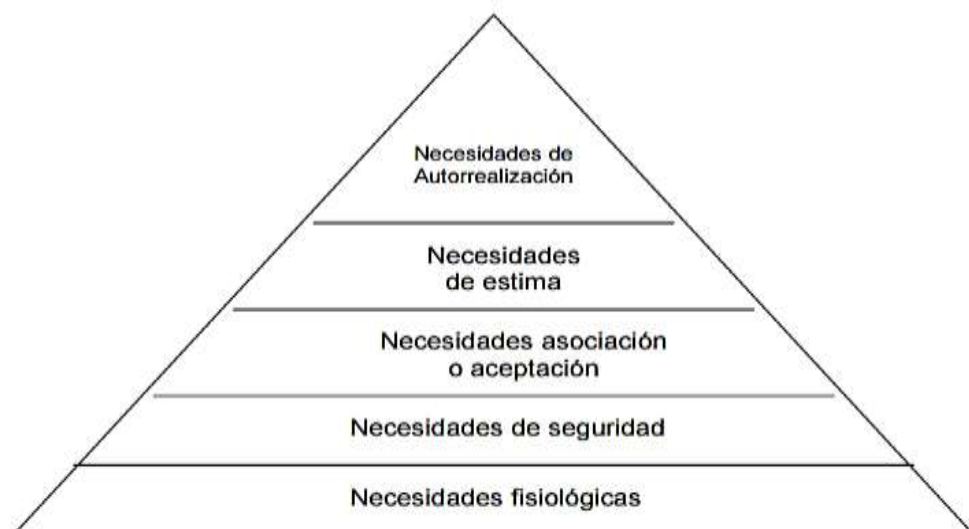 Necesidades de
Autorrealización
Necesidades
de estima
Necesidades asociación
o aceptación
Necesidades de seguridad
Necesidades fisiológicas